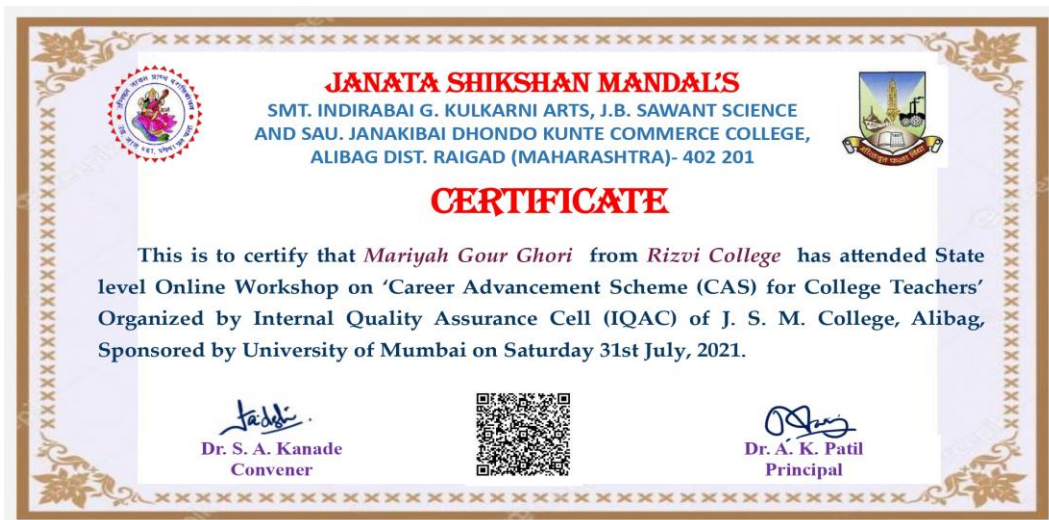 JANATA SHIKSHAN MANDAL'S
SMT. INDIRABAI G. KULKARNI ARTS, J.B. SAWANT SCIENCE
AND SAU. JANAKIBAI DHONDO KUNTE COMMERCE COLLEGE,
ALIBAG DIST. RAIGAD (MAHARASHTRA)- 402 201
CERTIFICATE
This is to certify that Mariyah Gour Ghori from Rizvi College has attended State
level Online Workshop on ‘Career Advancement Scheme (CAS) for College Teachers’
Organized by Internal Quality Assurance Cell (IQAC) of J. S. M. College, Alibag,
Sponsored by University of Mumbai on Saturday 31st July, 2021.
Dr. S. A. Kanade
Convener
Dr. A. K. Patil
Principal